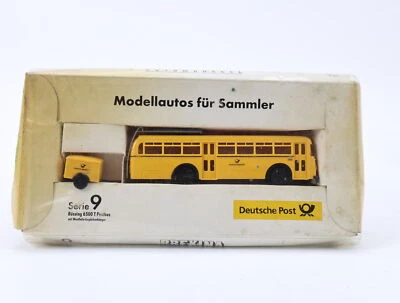 Modellautos für Sammler
Serie 9
Büssing 6500 T Postbus
Deutsche Post